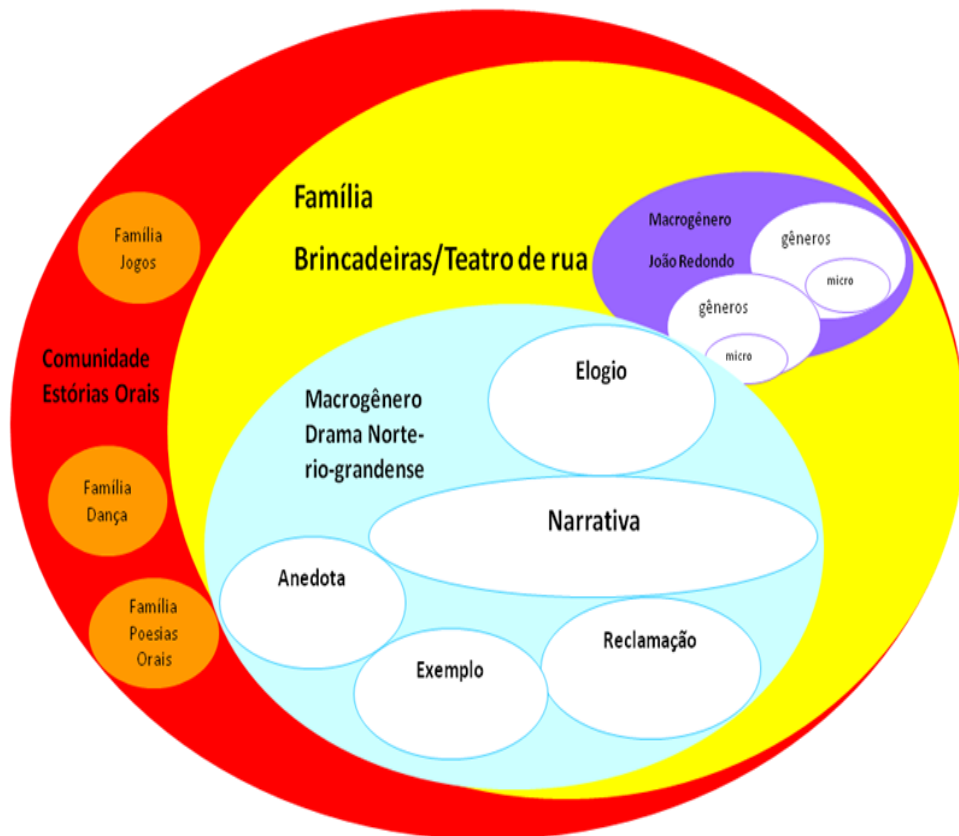 Família
Brincadeiras/Teatro de rua
Macrogênero
João Redondo
gêneros
micro
gêneros
micro
Família
Jogos
Comunidade
Estórias Orais
Família
Dança
Família
Poesias
Orais
Macrogênero
Drama Norte-
rio-grandense
Elogio
Narrativa
Anedota
Exemplo
Reclamação